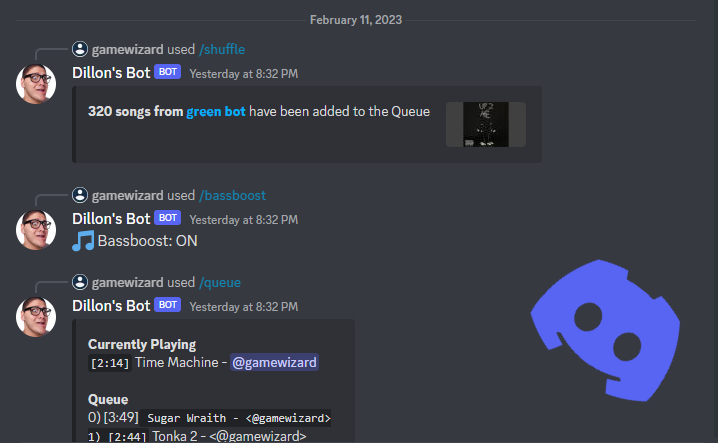 February 11, 2023
gamewizard used /shuffle
Dillon's Bot BOT Yesterday at 8:32 PM
320 songs from green bot have been added to the Queue
UP 2 ME
gamewizard used /bassboost
Dillon's Bot BOT Yesterday at 8:32 PM
Bassboost: ON
gamewizard used /queue
Dillon's Bot BOT Yesterday at 8:32 PM
Currently Playing
[2:14] Time Machine - @gamewizard
Queue
0) [3:49] Sugar Wraith - <@gamewizard>
1) [2:44] Tonka 2 - <@gamewizard>